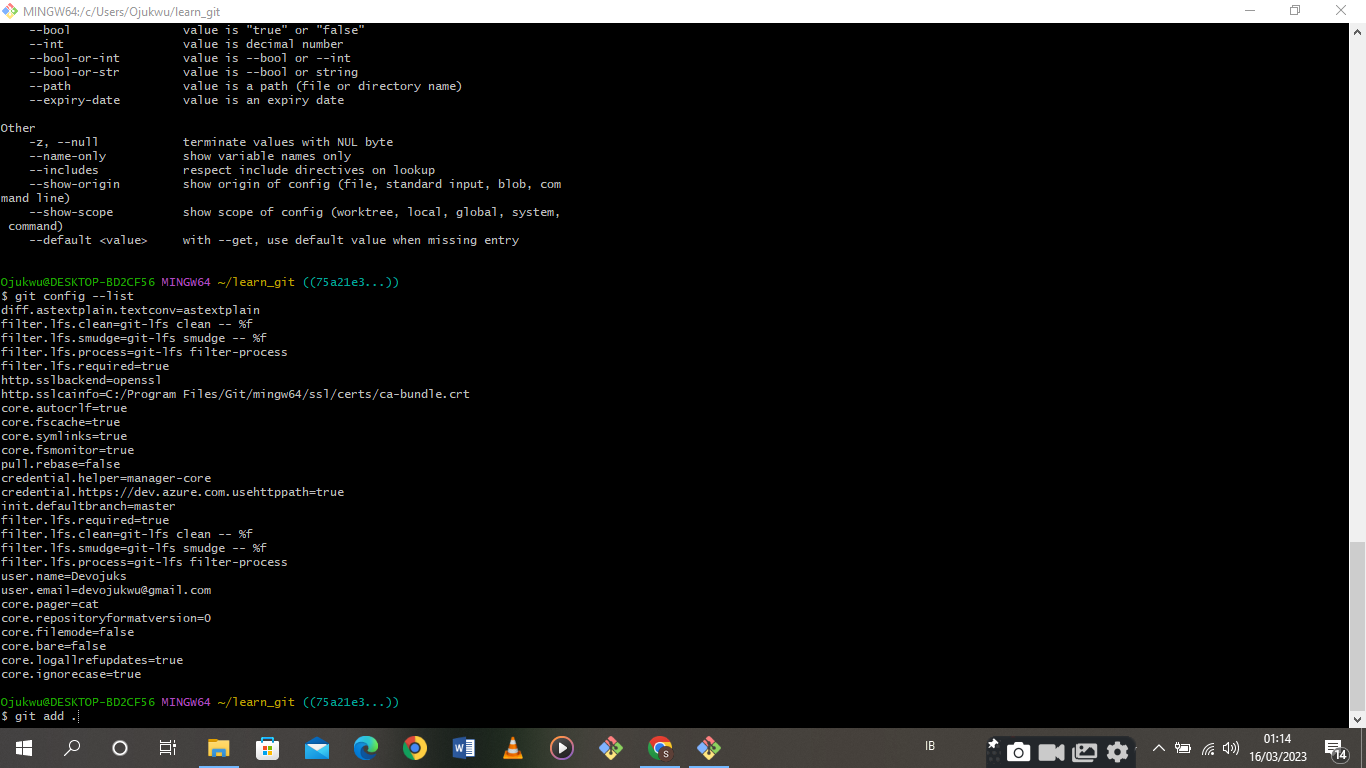 MINGW64:/c/Users/Ojukwu/learn_git
--bool value is "true" or "false"
--int value is decimal number
--bool-or-int value is --bool or --int
--bool-or-str value is --bool or string
--path value is a path (file or directory name)
--expiry-date value is an expiry date
Other
-z, --null terminate values with NUL byte
--name-only show variable names only
--includes respect include directives on lookup
--show-origin show origin of config (file, standard input, blob, com
mand line)
--show-scope show scope of config (worktree, local, global, system,
command)
--default <value> with --get, use default value when missing entry
Ojukwu@DESKTOP-BD2CF56 MINGW64 ~/learn_git ((75a21e3...))
$ git config --list
diff.astextplain.textconv=astextplain
filter.lfs.clean=git-lfs clean -- %f
filter.lfs.smudge=git-lfs smudge -- %f
filter.lfs.process=git-lfs filter-process
filter.lfs.required=true
http.sslbackend=openssl
http.sslcainfo=C:/Program Files/Git/mingw64/ssl/certs/ca-bundle.crt
core.autocrlf=true
core.fscache=true
core.symlinks=true
core.fsmonitor=true
pull.rebase=false
credential.helper=manager-core
credential.https://dev.azure.com.usehttppath=true
init.defaultbranch=master
filter.lfs.required=true
filter.lfs.clean=git-lfs clean -- %f
filter.lfs.smudge=git-lfs smudge -- %f
filter.lfs.process=git-lfs filter-process
user.name=Devojuks
user.email=devojukwu@gmail.com
core.pager=cat
core.repositoryformatversion=0
core.filemode=false
core.bare=false
core.logallrefupdates=true
core.ignorecase=true
Ojukwu@DESKTOP-BD2CF56 MINGW64 ~/learn_git ((75a21e3...))
$ git add .
IB
01:14
16/03/2023
14